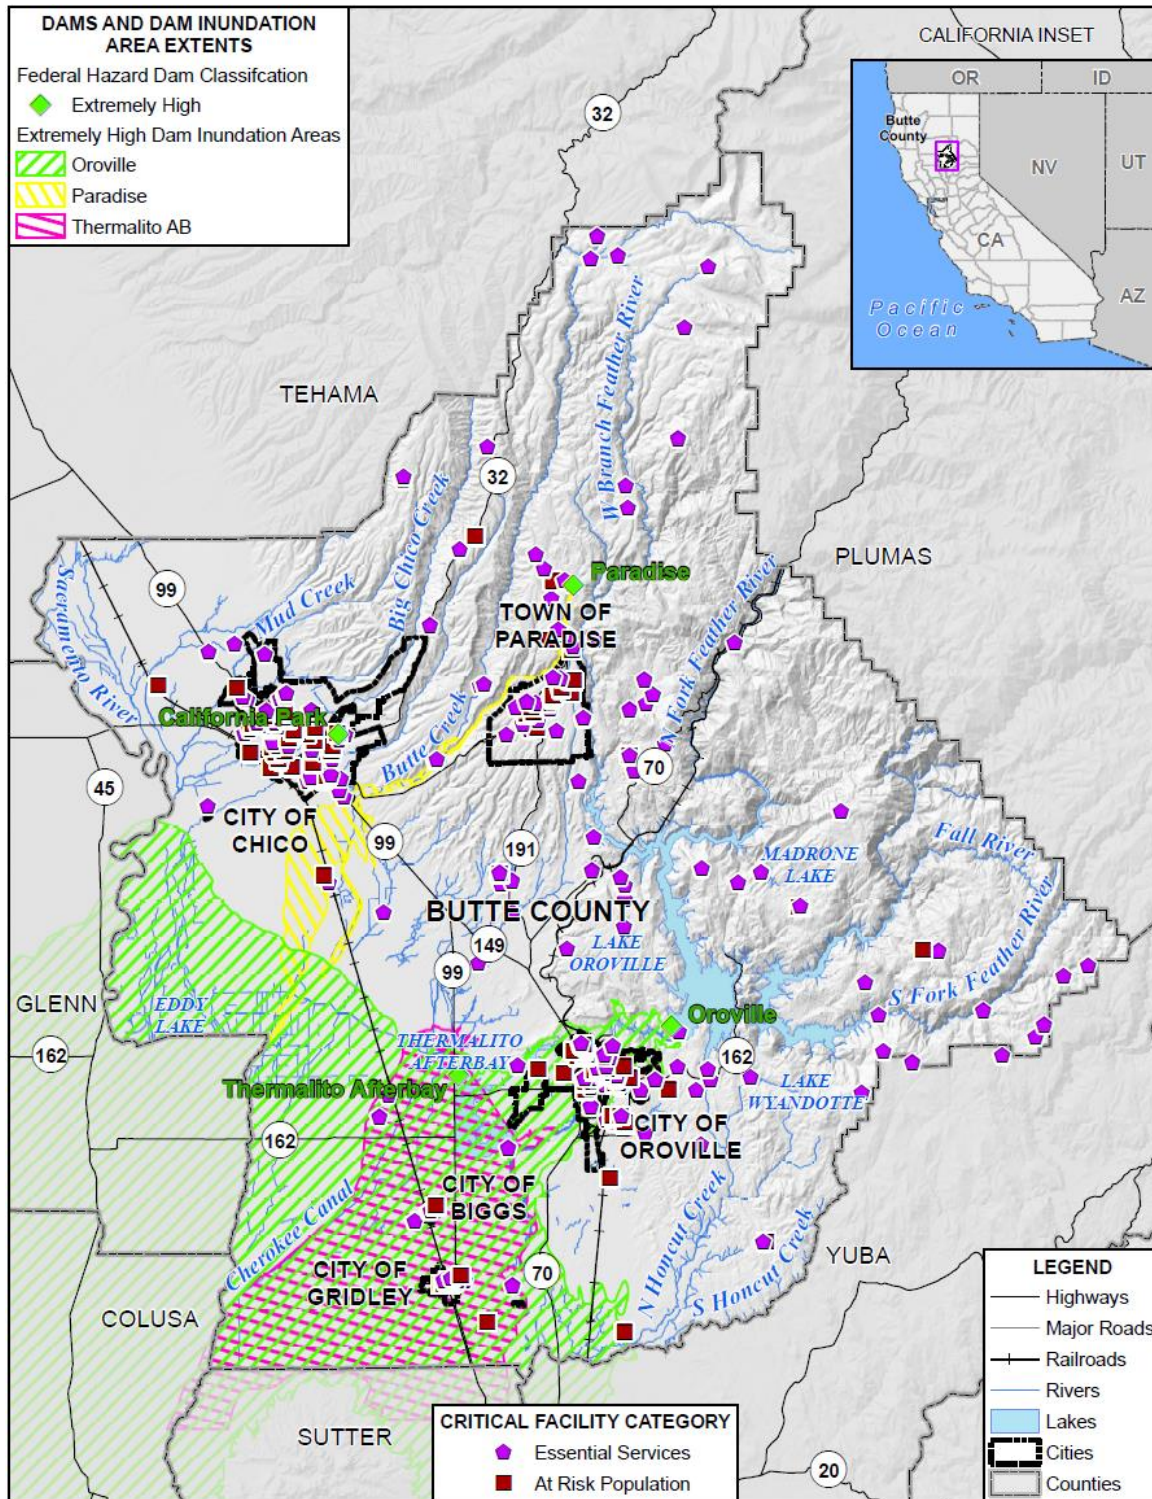 DAMS AND DAM INUNDATION
AREA EXTENTS
Federal Hazard Dam Classifcation
Extremely High
Extremely High Dam Inundation Areas
Oroville
Paradise
Thermalito AB
CALIFORNIA INSET
OR
ID
Butte
County
NV
UT
CA
AZ
Pacific
Ocean
32
TEHAMA
W Branch Feather River
32
Big Chico Creek
PLUMAS
99
Sacramento River
Mud Creek
Paradise
TOWN OF
PARADISE
N Fork Feather River
California Park
Butte Creek
70
45
CITY OF
CHICO
99
191
MADRONE
LAKE
Fall River
BUTTE COUNTY
149
LAKE
OROVILLE
99
S Fork Feather River
GLENN
EDDY
LAKE
Oroville
THERMALITO
AFTERBAY
162
162
Thermalito Afterbay
LAKE
WYANDOTTE
162
CITY OF
OROVILLE
CITY OF
BIGGS
Cherokee Canal
N Honcut Creek
S Honcut Creek
YUBA
CITY OF
GRIDLEY
70
COLUSA
SUTTER
LEGEND
Highways
Major Roads
Railroads
Rivers
Lakes
Cities
Counties
CRITICAL FACILITY CATEGORY
Essential Services
At Risk Population
20